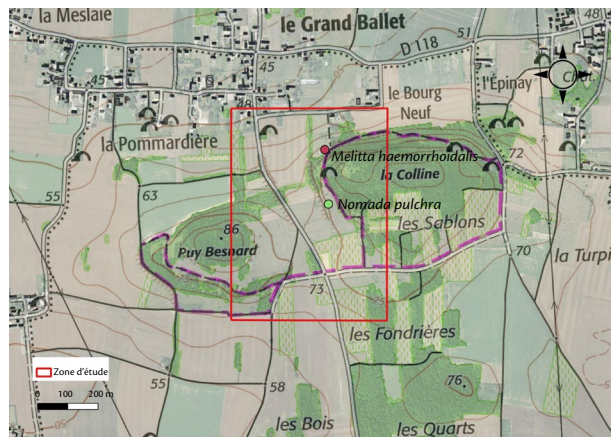 la Meslaie
le Grand Ballet
48
D 118
51
45
45
l'Épinay
le Bourg
Neuf
48
la Pommardière
Melitta haemorrhoidalis
72
la Colline
55
63
Nomada pulchra
les Sablons
86
Puy Besnard
70
la Turpi
73
les Fondrières
Zone d'étude
0 100 200 m
55
58
76
51
les Bois
les Quarts